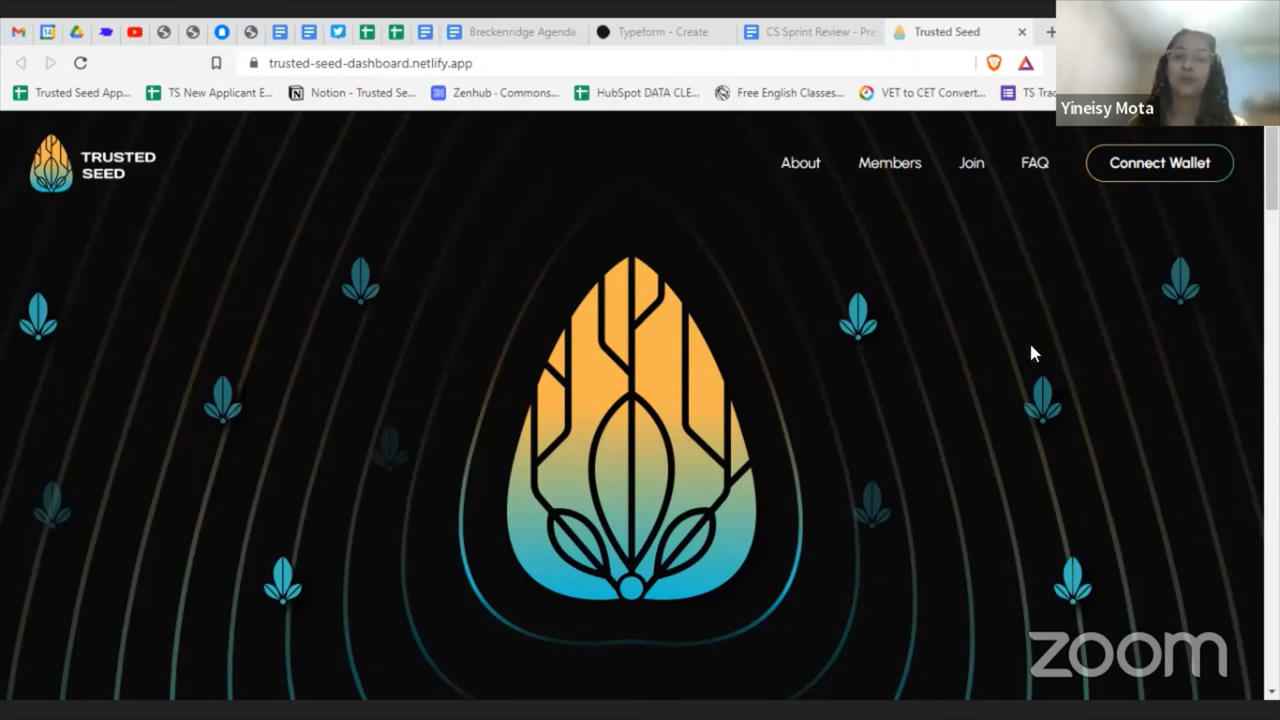 14
Breckenridge Agenda
Typeform - Create
CS Sprint Review - Pre
Trusted Seed
trusted-seed-dashboard.netlify.app
Trusted Seed App...
TS New Applicant E...
Notion - Trusted Se...
Zenhub · Commons...
HubSpot DATA CLE...
Free English Classes...
VET to CET Convert...
TS Trac
Yineisy Mota
TRUSTED
SEED
About
Members
Join
FAQ
Connect Wallet
zoom